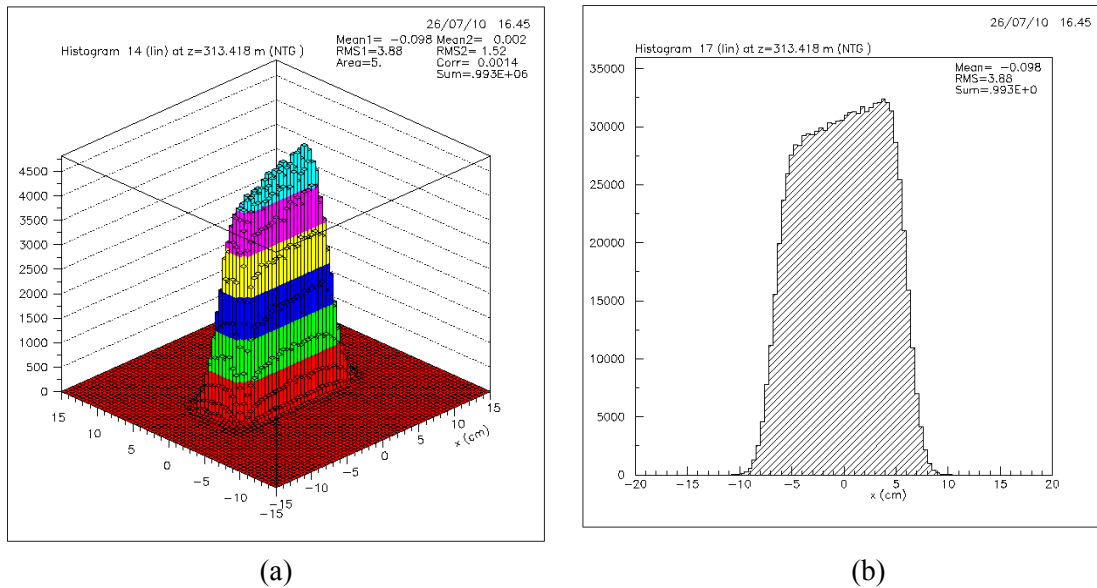 26/07/10 16.45
Histogram 14 (lin) at z=313.418 m (NTG )
Mean1= −0.098 Mean2= 0.002
RMS1=3.88 RMS2= 1.52
Area=5. Corr= 0.0014
Sum=.993E+06
4500
4000
3500
3000
2500
2000
1500
1000
500
0
15
10
5
0
−5
−10
−15
15
10
5
0
−5
−10
−15
x (cm)
(a)
26/07/10 16.45
Histogram 17 (lin) at z=313.418 m (NTG )
Mean= −0.098
RMS=3.88
Sum=.993E+0
35000
30000
25000
20000
15000
10000
5000
0
−20 −15 −10 −5 0 5 10 15 20
x (cm)
(b)